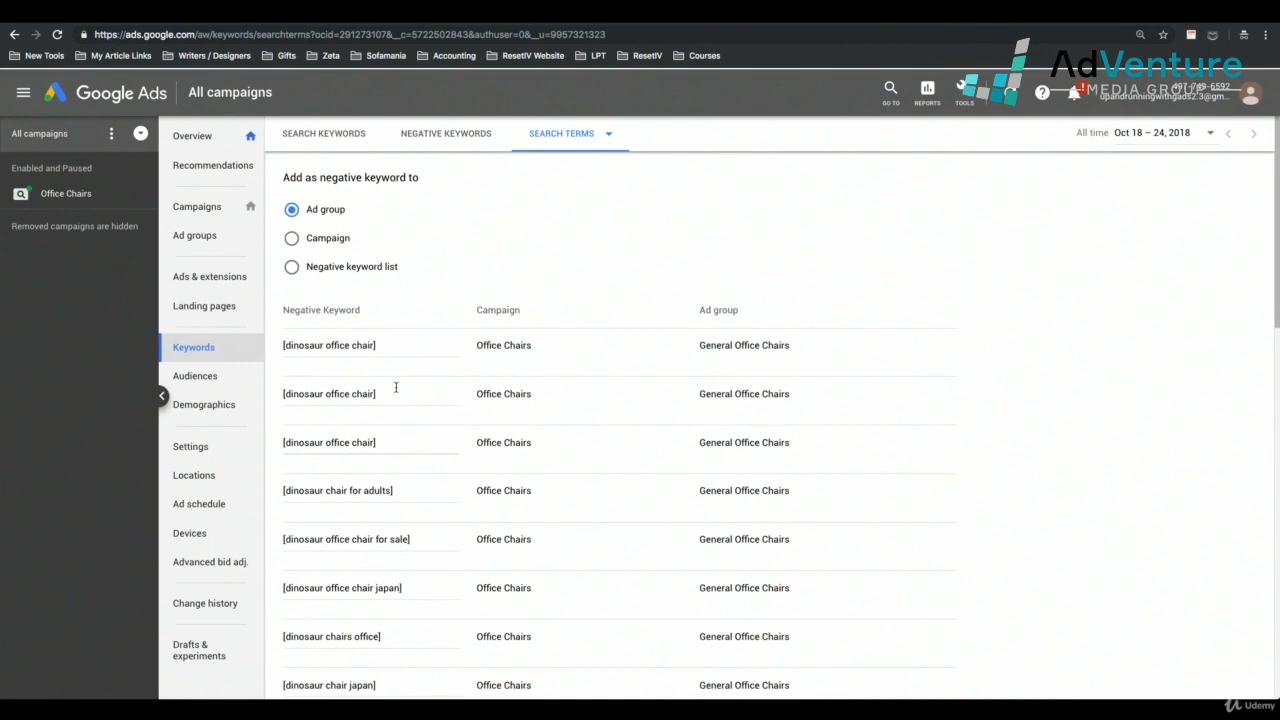 https://ads.google.com/aw/keywords/searchterms?ocid=291273107&__c=5722502843&authuser=0&__u=9957321323
New Tools My Article Links Writers / Designers Gifts Zeto Sofamania Accounting ResetIV Website LPT ResetIV Courses
AdVenture
MEDIA GROUP
Google Ads All campaigns GO TO REPORTS TOOLS
497-749-6592
upandrunningwithgads2.3@gm...
All campaigns
Enabled and Paused
Office Chairs
Removed campaigns are hidden
Overview
Recommendations
Campaigns
Ad groups
Ads & extensions
Landing pages
Keywords
Audiences
Demographics
Settings
Locations
Ad schedule
Devices
Advanced bid adj.
Change history
Drafts &
experiments
SEARCH KEYWORDS NEGATIVE KEYWORDS SEARCH TERMS All time Oct 18 – 24, 2018
Add as negative keyword to
Ad group
Campaign
Negative keyword list
Negative Keyword Campaign Ad group
[dinosaur office chair] Office Chairs General Office Chairs
[dinosaur office chair] Office Chairs General Office Chairs
[dinosaur office chair] Office Chairs General Office Chairs
[dinosaur chair for adults] Office Chairs General Office Chairs
[dinosaur office chair for sale] Office Chairs General Office Chairs
[dinosaur office chair japan] Office Chairs General Office Chairs
[dinosaur chairs office] Office Chairs General Office Chairs
[dinosaur chair japan] Office Chairs General Office Chairs
Udemy